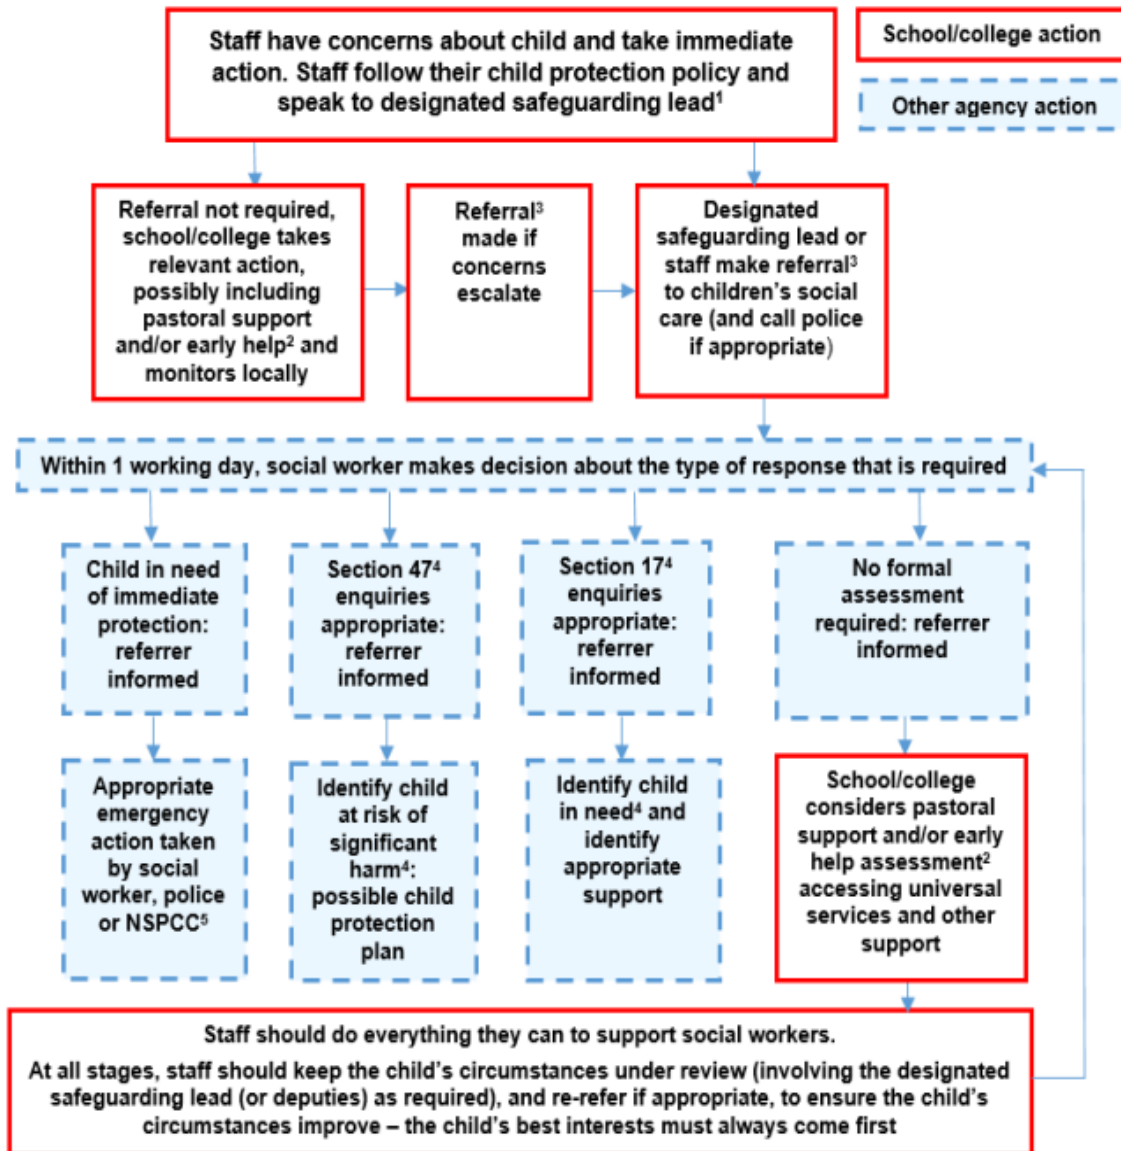 Staff have concerns about child and take immediate
action. Staff follow their child protection policy and
speak to designated safeguarding lead¹
School/college action
Other agency action
Referral not required,
school/college takes
relevant action,
possibly including
pastoral support
and/or early help² and
monitors locally
Referral³
made if
concerns
escalate
Designated
safeguarding lead or
staff make referral³
to children's social
care (and call police
if appropriate)
Within 1 working day, social worker makes decision about the type of response that is required
Child in need
of immediate
protection:
referrer
informed
Section 47⁴
enquiries
appropriate:
referrer
informed
Section 17⁴
enquiries
appropriate:
referrer
informed
No formal
assessment
required: referrer
informed
Appropriate
emergency
action taken
by social
worker, police
or NSPCC⁵
Identify child
at risk of
significant
harm⁴:
possible child
protection
plan
Identify child
in need⁴ and
identify
appropriate
support
School/college
considers pastoral
support and/or early
help assessment²
accessing universal
services and other
support
Staff should do everything they can to support social workers.
At all stages, staff should keep the child's circumstances under review (involving the designated
safeguarding lead (or deputies) as required), and re-refer if appropriate, to ensure the child's
circumstances improve – the child's best interests must always come first